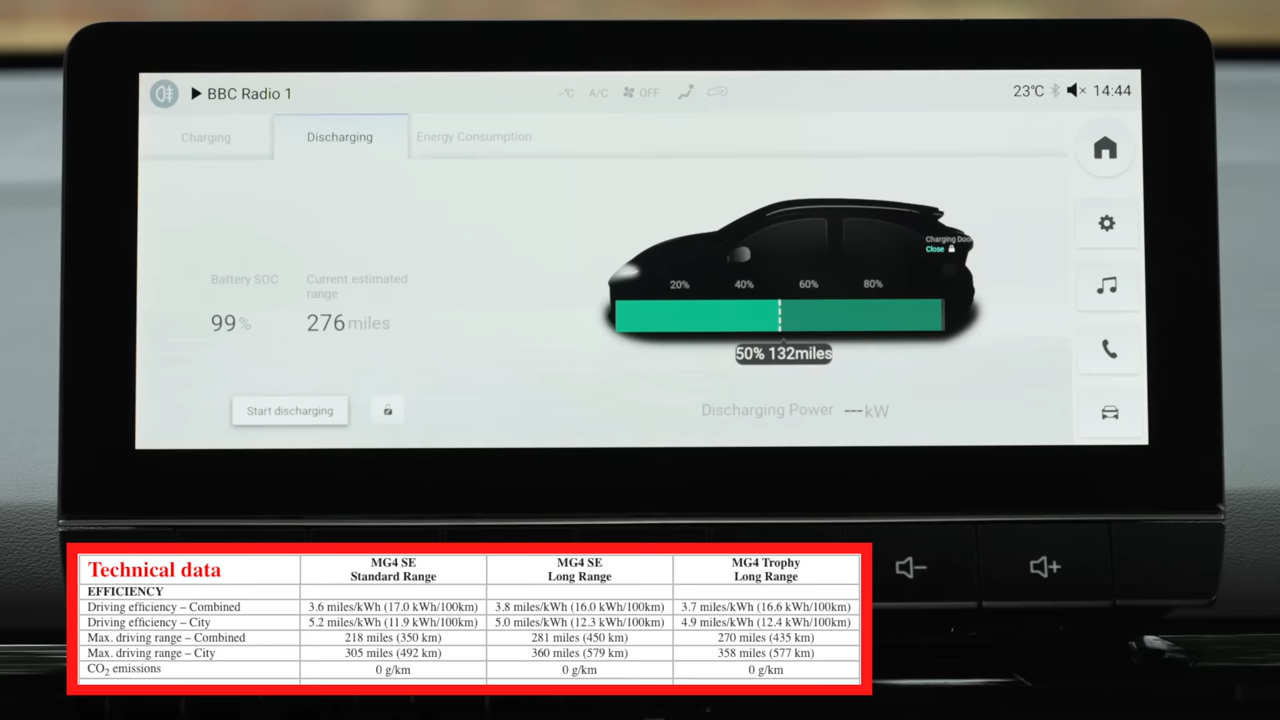 BBC Radio 1
--℃ A/C OFF
23℃ 14:44
Charging Discharging Energy Consumption
Battery SOC
Current estimated
range
99%
276 miles
Start discharging
Charging Door
Close
20% 40% 60% 80%
50% 132miles
Discharging Power --- kW
Technical data
MG4 SE
Standard Range
MG4 SE
Long Range
MG4 Trophy
Long Range
EFFICIENCY
Driving efficiency – Combined 3.6 miles/kWh (17.0 kWh/100km) 3.8 miles/kWh (16.0 kWh/100km) 3.7 miles/kWh (16.6 kWh/100km)
Driving efficiency – City 5.2 miles/kWh (11.9 kWh/100km) 5.0 miles/kWh (12.3 kWh/100km) 4.9 miles/kWh (12.4 kWh/100km)
Max. driving range – Combined 218 miles (350 km) 281 miles (450 km) 270 miles (435 km)
Max. driving range – City 305 miles (492 km) 360 miles (579 km) 358 miles (577 km)
CO₂ emissions 0 g/km 0 g/km 0 g/km